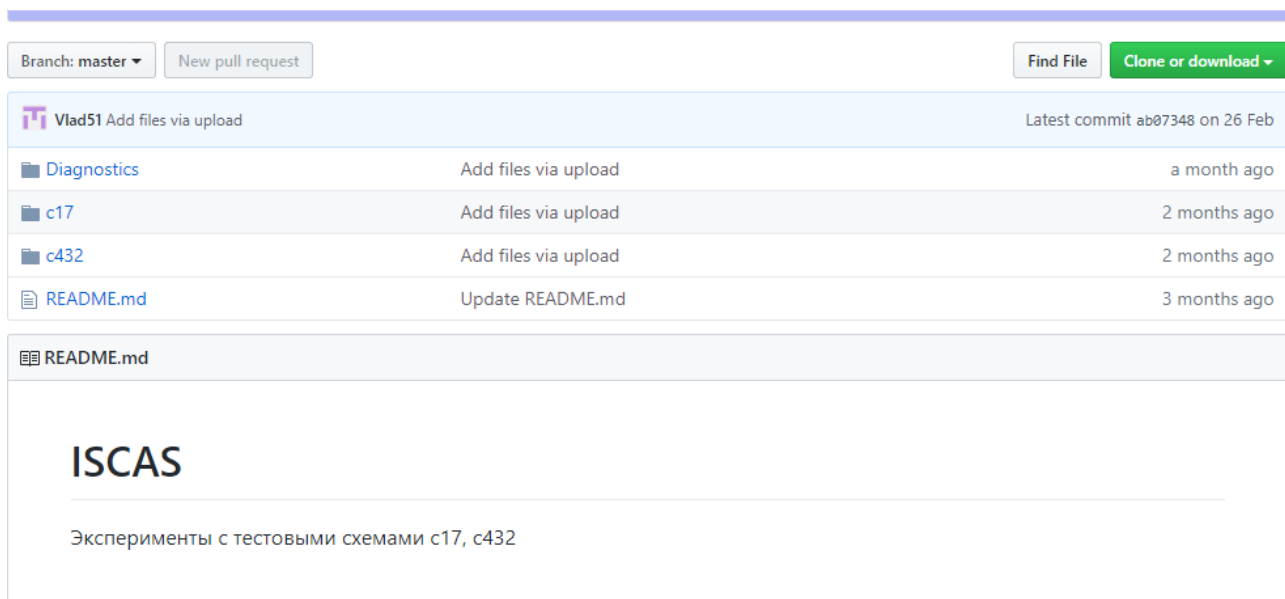 Branch: master New pull request Find File Clone or download
Vlad51 Add files via upload Latest commit ab07348 on 26 Feb
Diagnostics Add files via upload a month ago
c17 Add files via upload 2 months ago
c432 Add files via upload 2 months ago
README.md Update README.md 3 months ago
README.md
ISCAS
Эксперименты с тестовыми схемами c17, c432